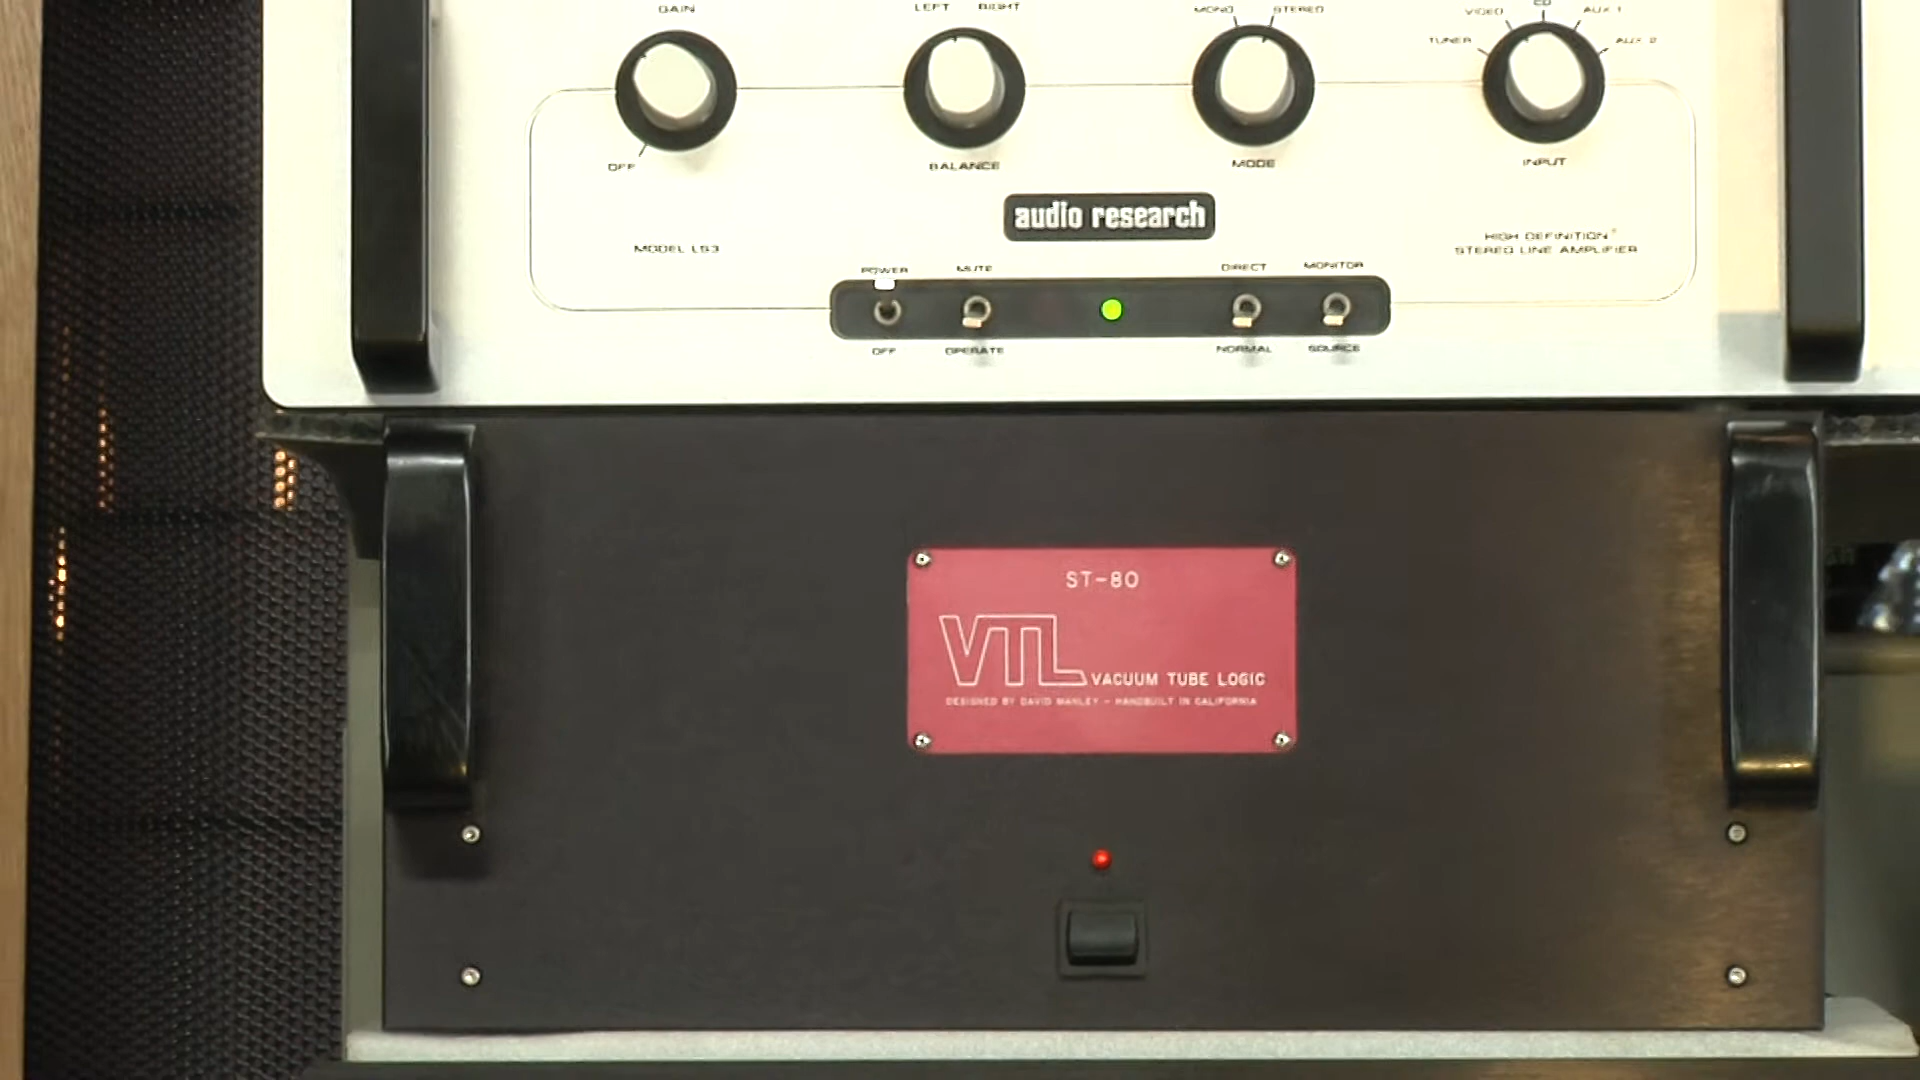 GAIN
LEFT RIGHT
MONO STEREO
TUNER VIDEO CD AUX 1 AUX 2
OFF
BALANCE
MODE
INPUT
audio research
MODEL LS3
HIGH DEFINITION®
STEREO LINE AMPLIFIER
POWER MUTE DIRECT MONITOR
OFF OPERATE NORMAL SOURCE
ST-80
VTL VACUUM TUBE LOGIC
DESIGNED BY DAVID MANLEY - HANDBUILT IN CALIFORNIA